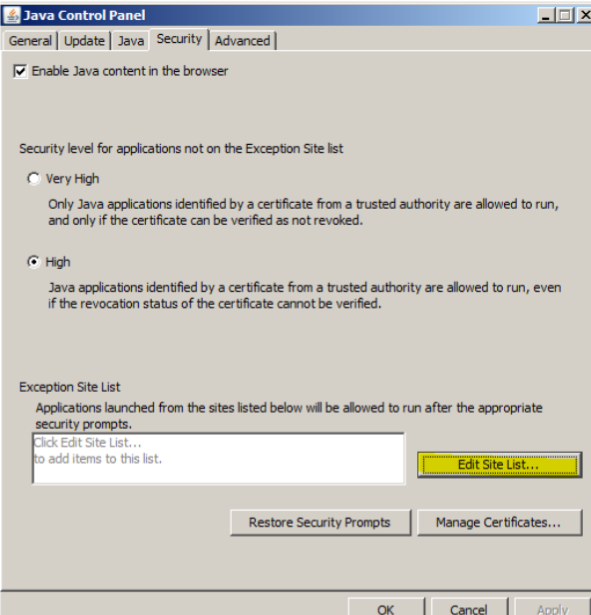 Java Control Panel
General Update Java Security Advanced
Enable Java content in the browser
Security level for applications not on the Exception Site list
Very High
Only Java applications identified by a certificate from a trusted authority are allowed to run,
and only if the certificate can be verified as not revoked.
High
Java applications identified by a certificate from a trusted authority are allowed to run, even
if the revocation status of the certificate cannot be verified.
Exception Site List
Applications launched from the sites listed below will be allowed to run after the appropriate
security prompts.
Click Edit Site List...
to add items to this list.
Edit Site List...
Restore Security Prompts Manage Certificates...
OK Cancel Apply